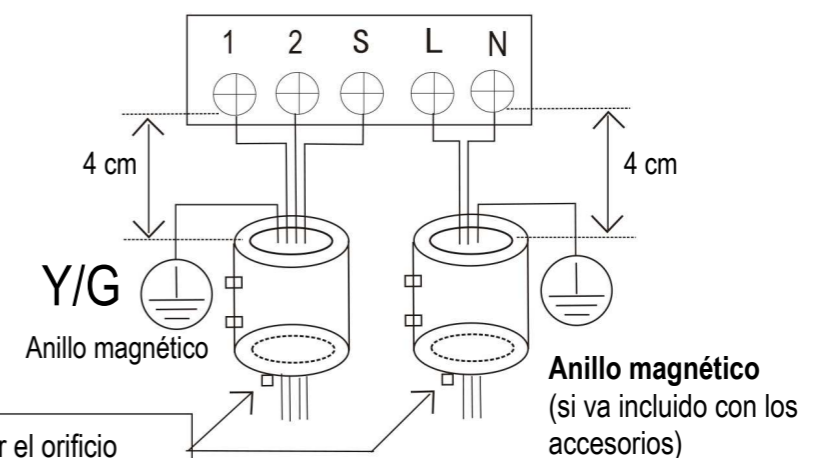 1 2 S L N
4 cm
4 cm
Y/G
Anillo magnético
Anillo magnético
(si va incluido con los
accesorios)
el orificio